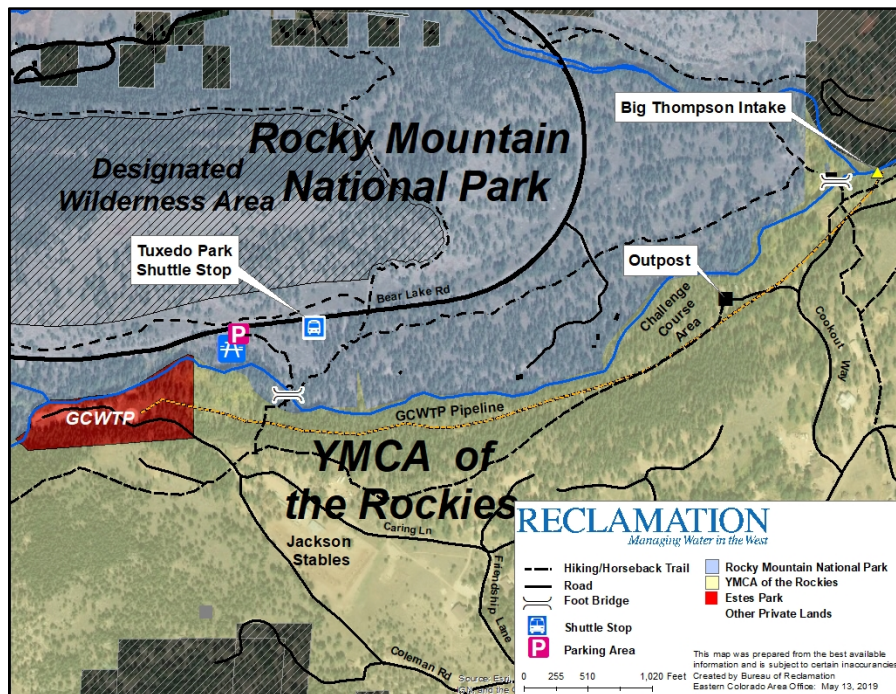 Big Thompson Intake
Rocky Mountain
National Park
Designated
Wilderness Area
Tuxedo Park
Shuttle Stop
Outpost
Bear Lake Rd
Challenge
Course
Area
Cookout
Way
P
GCWTP
GCWTP Pipeline
YMCA of
the Rockies
Caring Ln
Jackson
Stables
Friendship Lane
Coleman Rd
RECLAMATION
Managing Water in the West
Hiking/Horseback Trail
Road
Foot Bridge
Shuttle Stop
P
Parking Area
Rocky Mountain National Park
YMCA of the Rockies
Estes Park
Other Private Lands
0 255 510 1,020 Feet
This map was prepared from the best available
information and is subject to certain inaccuracies
Created by Bureau of Reclamation
Eastern Colorado Area Office: May 13, 2019
Source: Esri,
and the